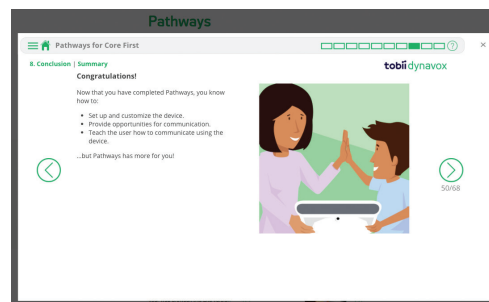 Pathways
Pathways for Core First
?
×
8. Conclusion | Summary
tobii dynavox
Congratulations!
Now that you have completed Pathways, you know
how to:
• Set up and customize the device.
• Provide opportunities for communication.
• Teach the user how to communicate using the
device.
...but Pathways has more for you!
50/68